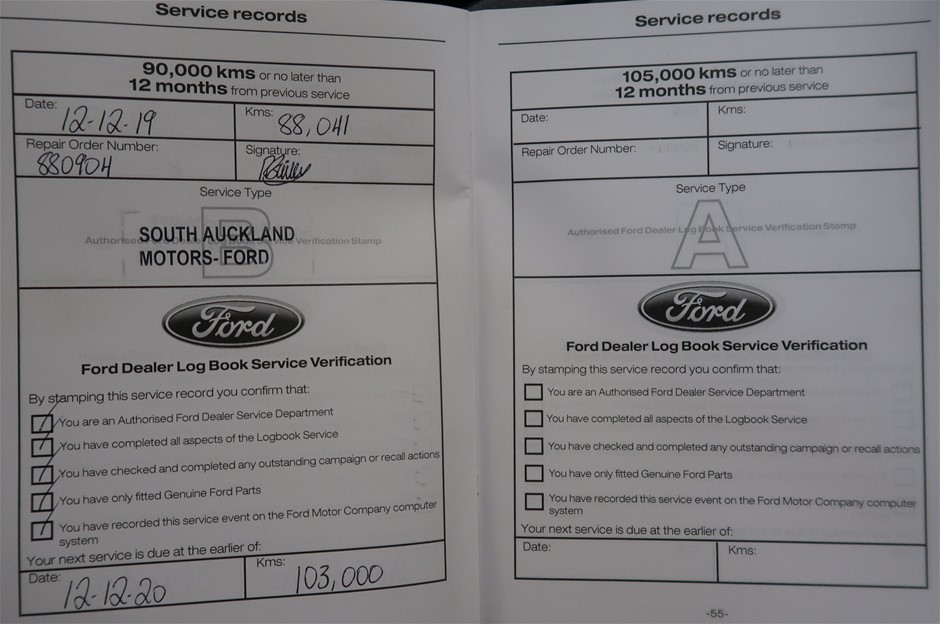 Service records
90,000 kms or no later than
12 months from previous service
Date: 12-12-19
Kms: 88,041
Repair Order Number: 880904
Signature:
Service Type
B
Authorised Ford Dealer Log Book Service Verification Stamp
SOUTH AUCKLAND
MOTORS-FORD
Ford
Ford Dealer Log Book Service Verification
By stamping this service record you confirm that:
You are an Authorised Ford Dealer Service Department
You have completed all aspects of the Logbook Service
You have checked and completed any outstanding campaign or recall actions
You have only fitted Genuine Ford Parts
You have recorded this service event on the Ford Motor Company computer
system
Your next service is due at the earlier of:
Date: 12-12-20
Kms: 103,000
Service records
105,000 kms or no later than
12 months from previous service
Date:
Kms:
Repair Order Number:
Signature:
Service Type
A
Authorised Ford Dealer Log Book Service Verification Stamp
Ford
Ford Dealer Log Book Service Verification
By stamping this service record you confirm that:
You are an Authorised Ford Dealer Service Department
You have completed all aspects of the Logbook Service
You have checked and completed any outstanding campaign or recall actions
You have only fitted Genuine Ford Parts
You have recorded this service event on the Ford Motor Company computer
system
Your next service is due at the earlier of:
Date:
Kms:
-55-